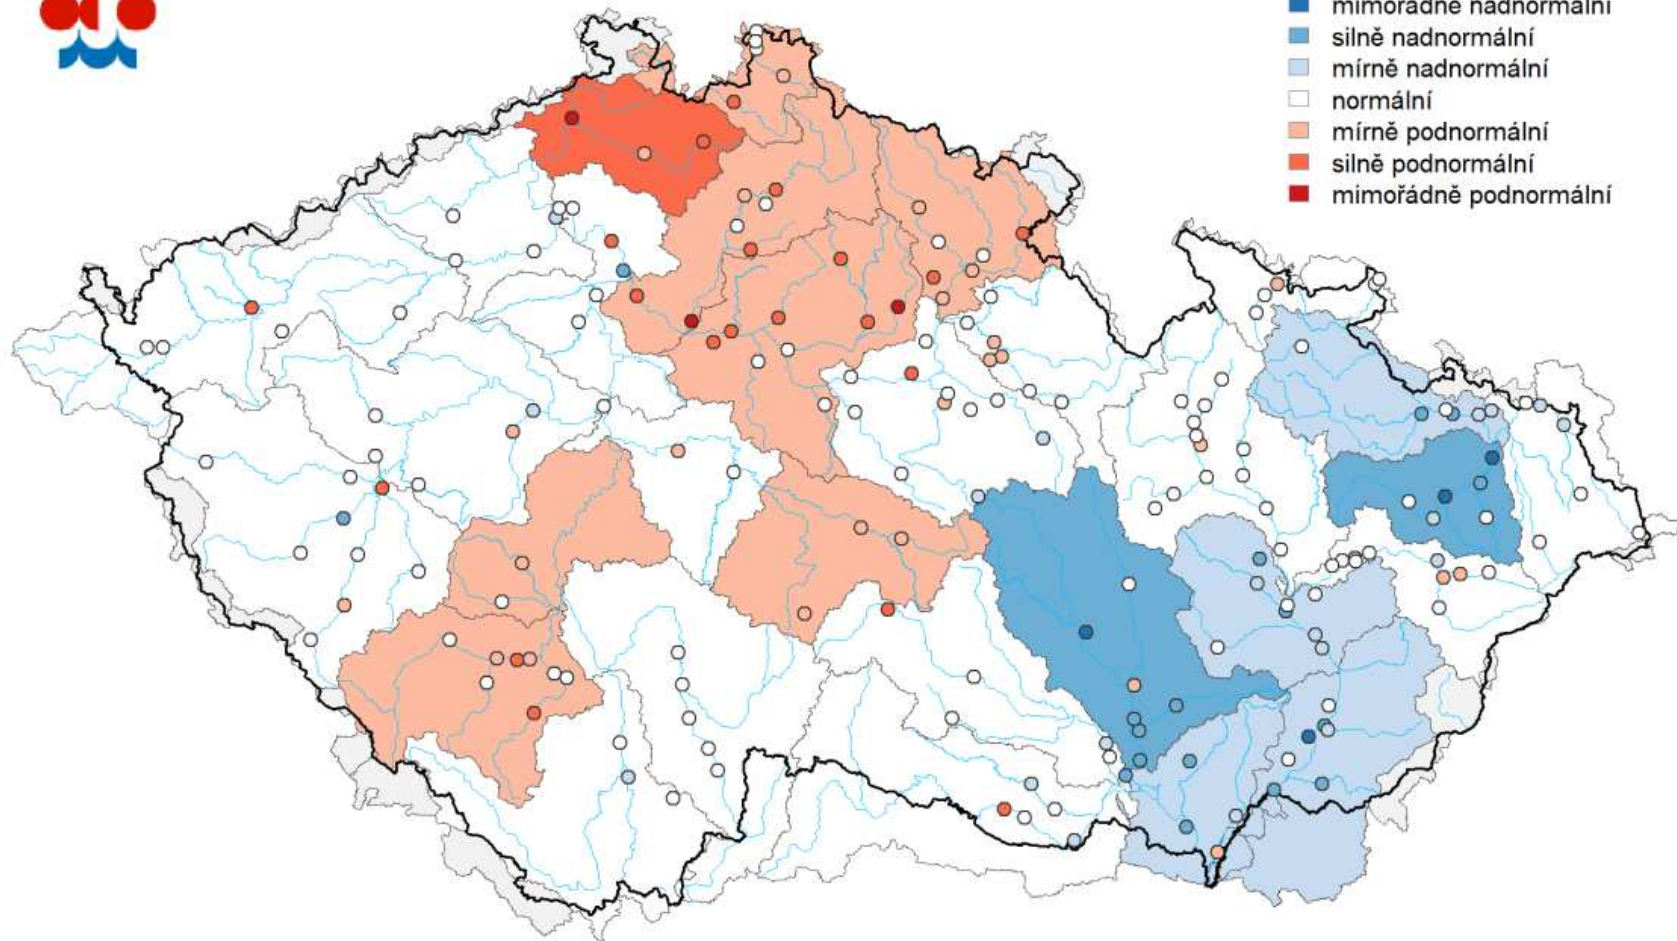 mimořádně nadnormální
silně nadnormální
mírně nadnormální
normální
mírně podnormální
silně podnormální
mimořádně podnormální